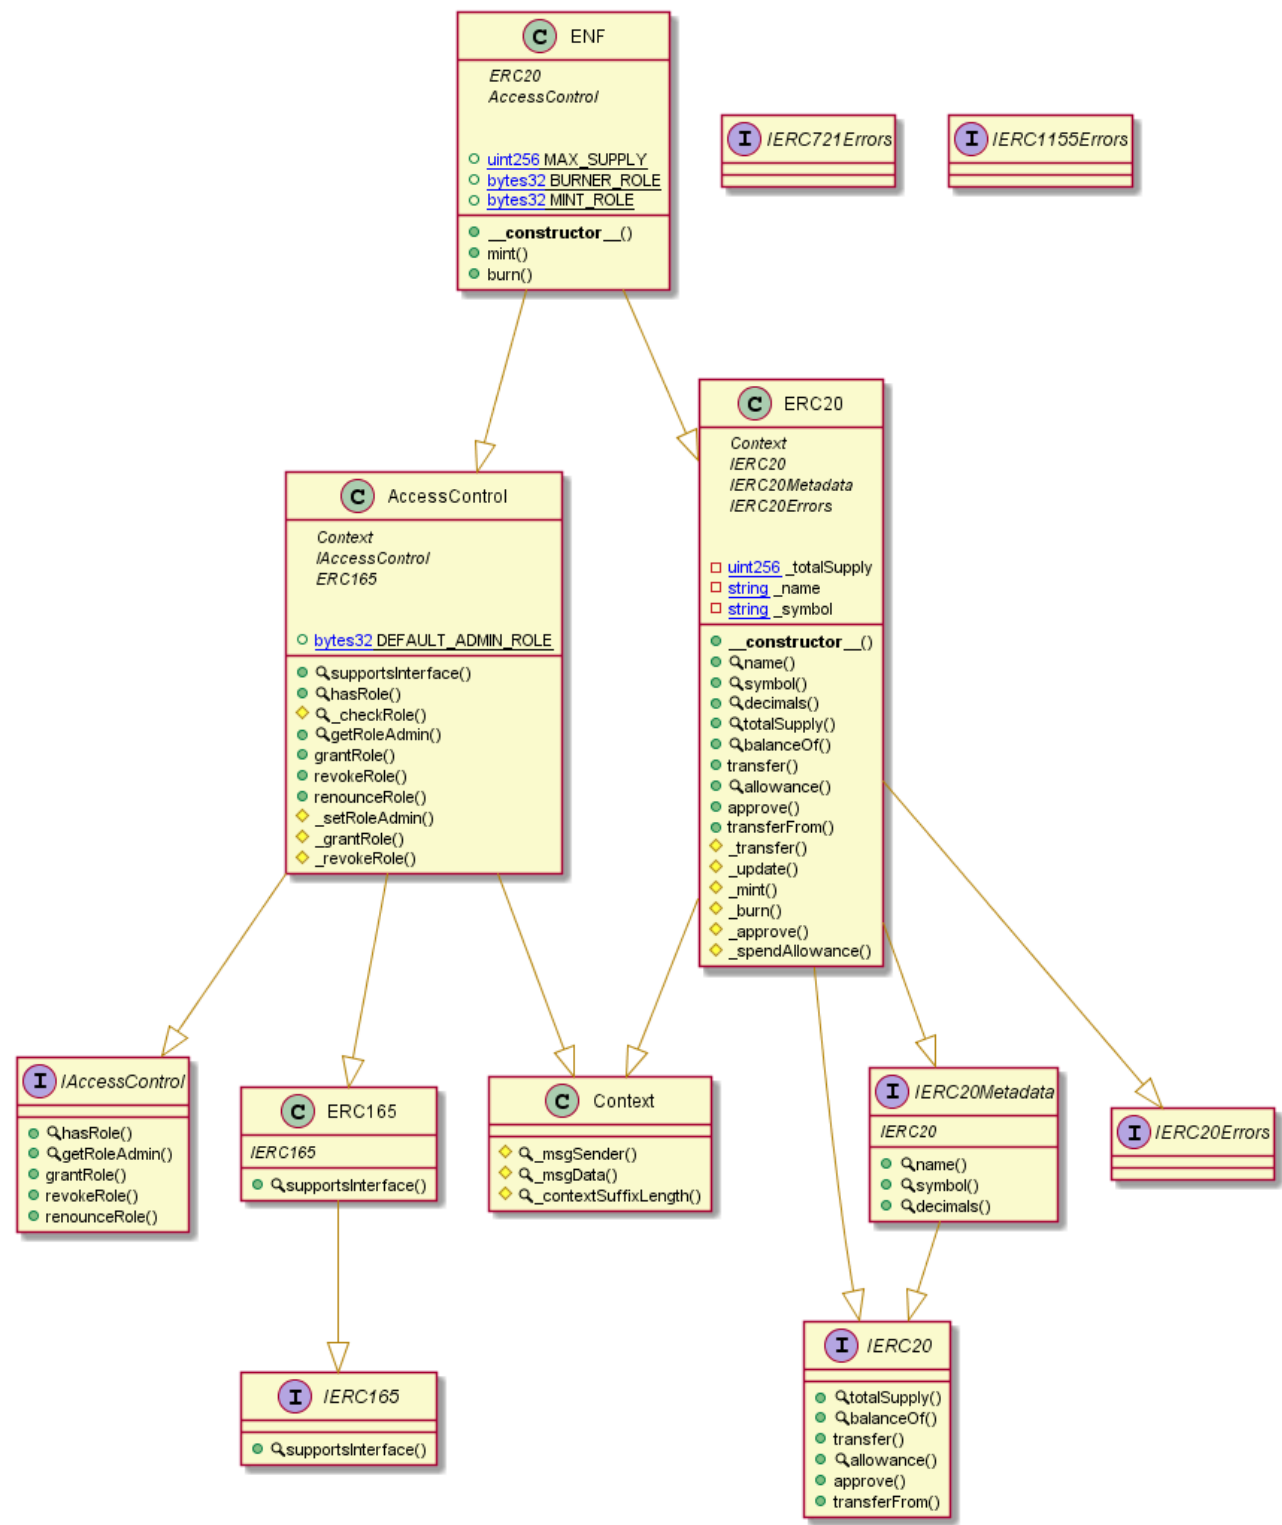 C ENF
ERC20
AccessControl
uint256 MAX_SUPPLY
bytes32 BURNER_ROLE
bytes32 MINT_ROLE
__constructor__()
mint()
burn()
I IERC721Errors
I IERC1155Errors
C ERC20
Context
IERC20
IERC20Metadata
IERC20Errors
uint256 _totalSupply
string _name
string _symbol
__constructor__()
name()
symbol()
decimals()
totalSupply()
balanceOf()
transfer()
allowance()
approve()
transferFrom()
_transfer()
_update()
_mint()
_burn()
_approve()
_spendAllowance()
C AccessControl
Context
IAccessControl
ERC165
bytes32 DEFAULT_ADMIN_ROLE
supportsInterface()
hasRole()
_checkRole()
getRoleAdmin()
grantRole()
revokeRole()
renounceRole()
_setRoleAdmin()
_grantRole()
_revokeRole()
I IAccessControl
hasRole()
getRoleAdmin()
grantRole()
revokeRole()
renounceRole()
C ERC165
IERC165
supportsInterface()
C Context
_msgSender()
_msgData()
_contextSuffixLength()
I IERC20Metadata
IERC20
name()
symbol()
decimals()
I IERC20Errors
I IERC165
supportsInterface()
I IERC20
totalSupply()
balanceOf()
transfer()
allowance()
approve()
transferFrom()